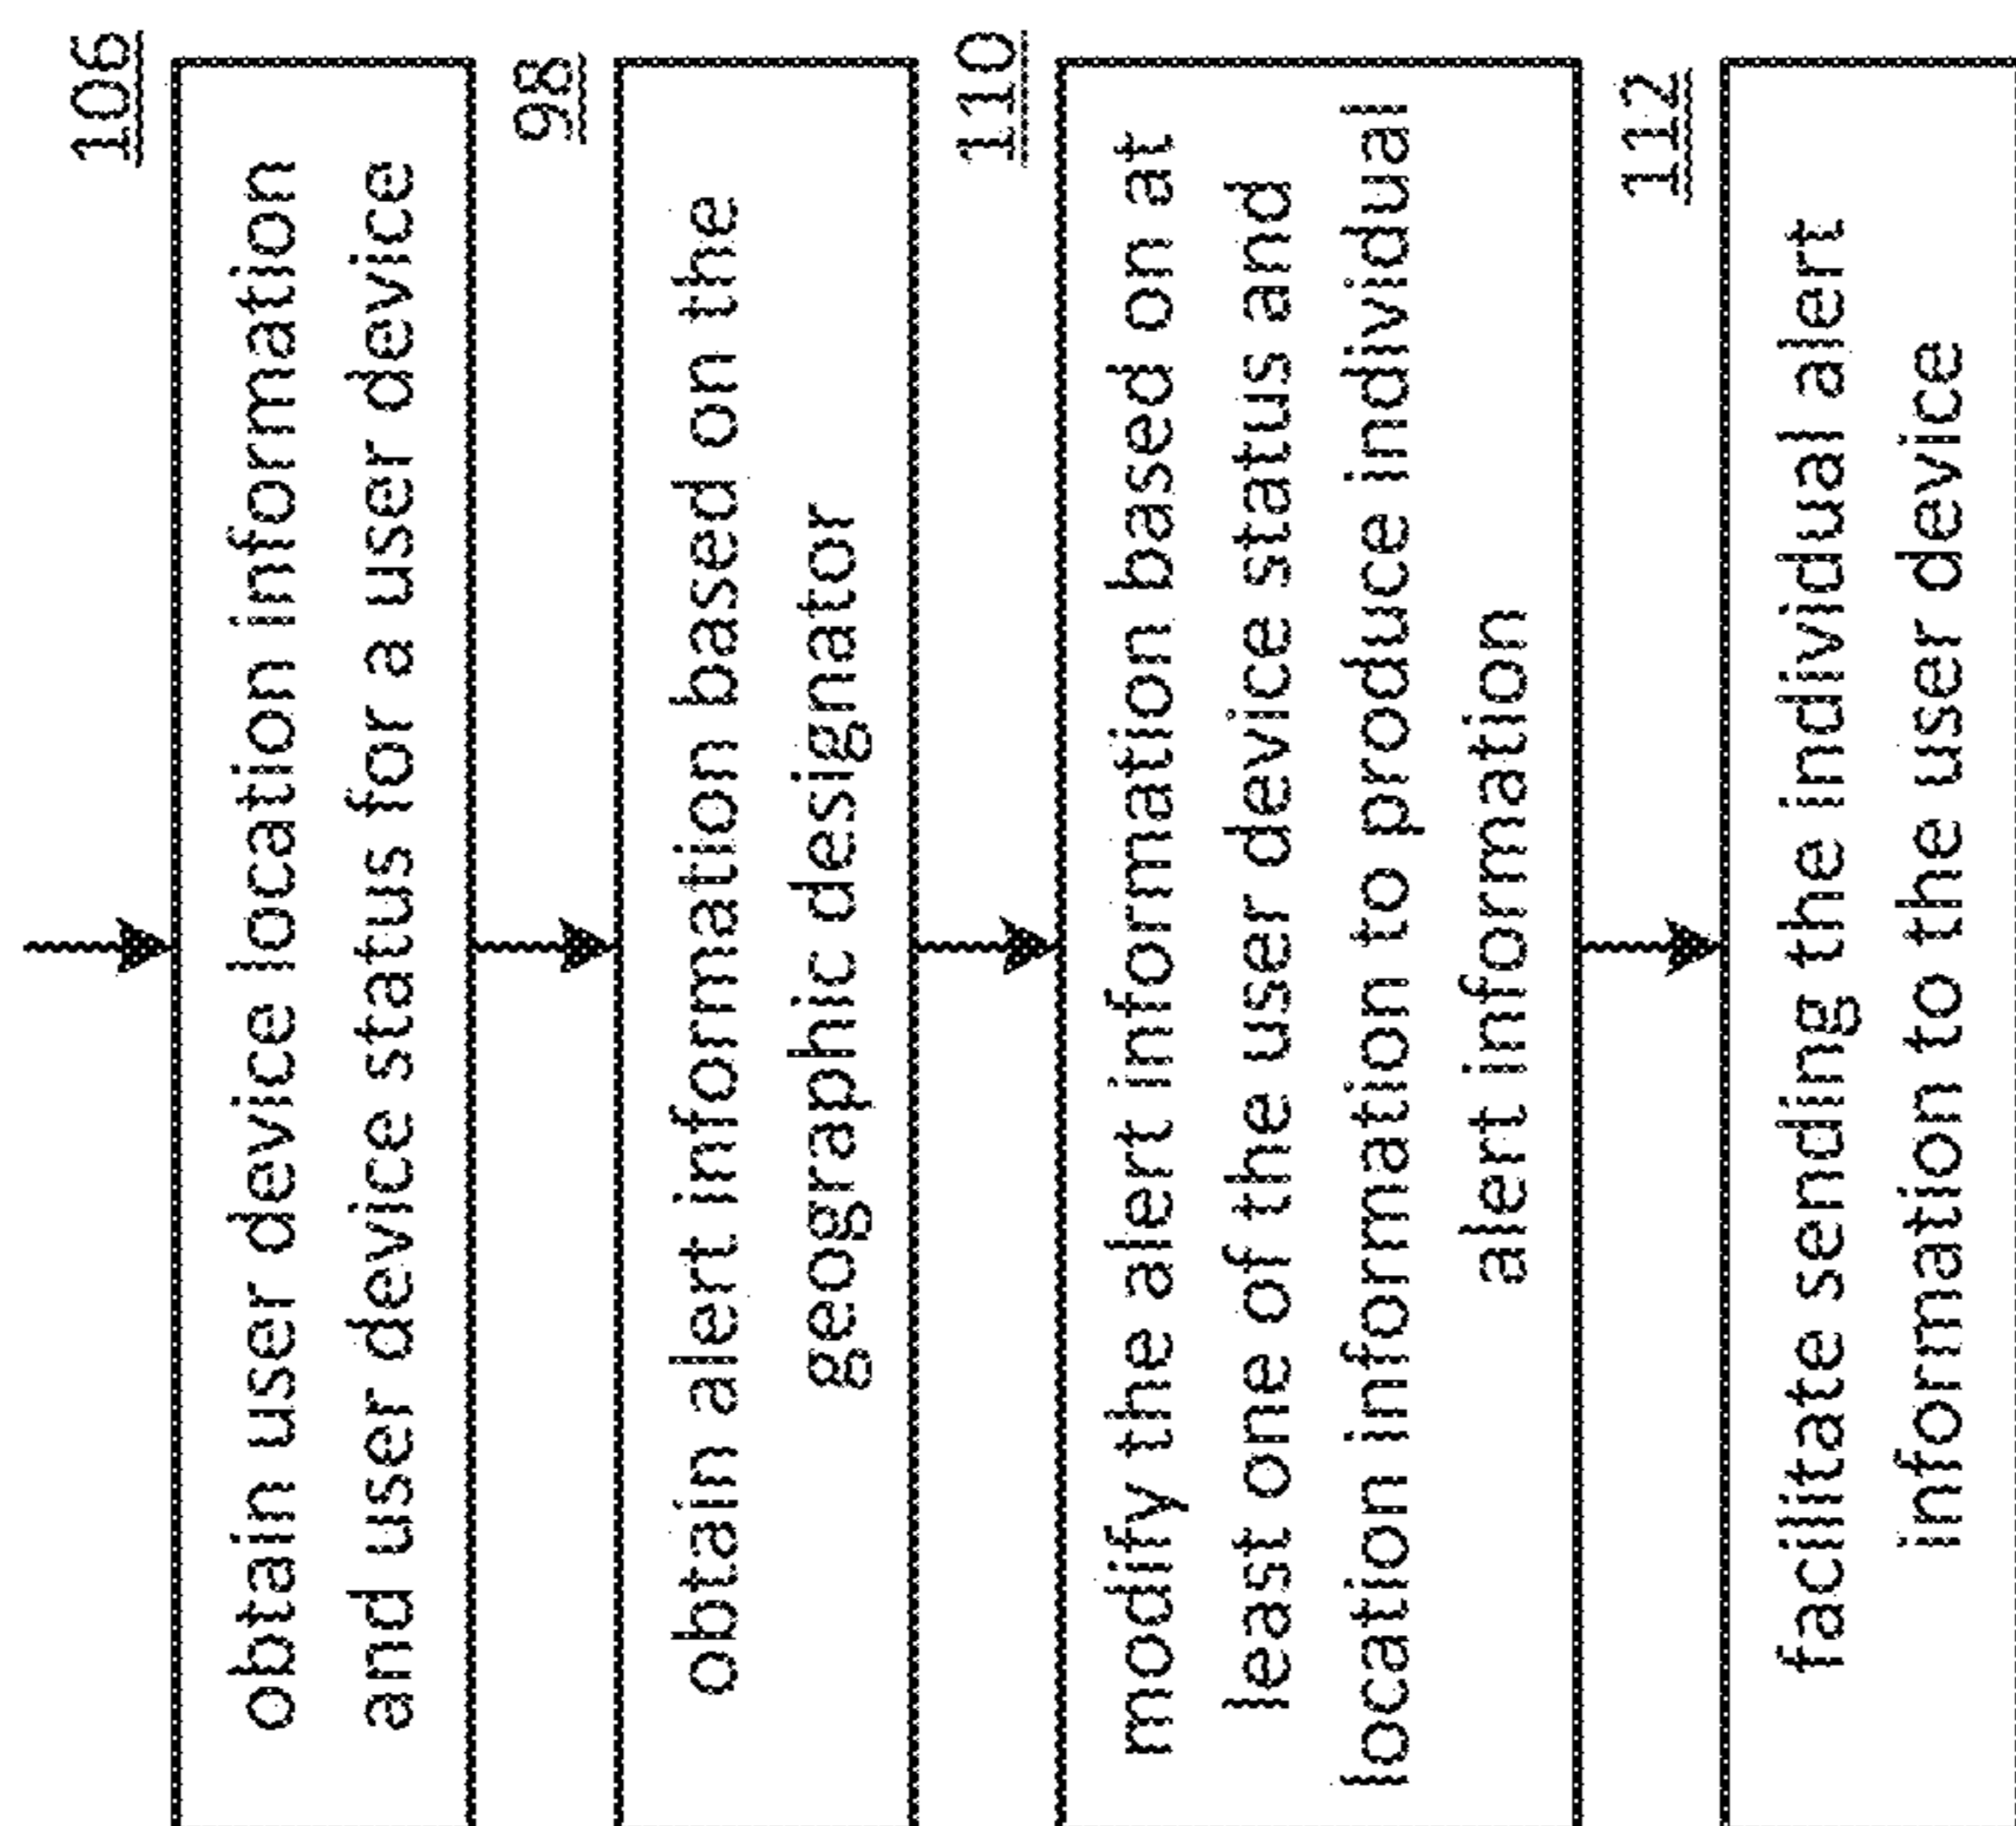 106
obtain user device location information
and user device status for a user device
98
obtain alert information based on the
geographic designator
110
modify the alert information based on at
least one of the user device status and
location information to produce individual
alert information
112
facilitate sending the individual alert
information to the user device